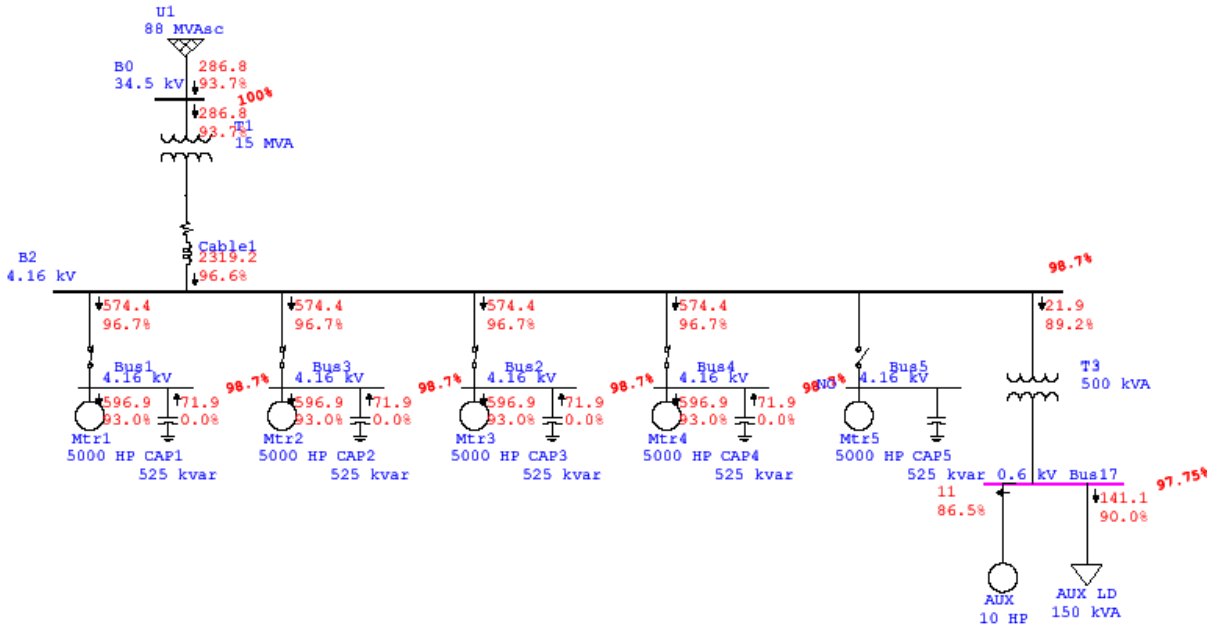 U1
88 MVAsc
B0
34.5 kV
286.8
93.7%
100%
286.8
93.7%
T1
15 MVA
Cable1
2319.2
96.6%
B2
4.16 kV
98.7%
574.4
96.7%
574.4
96.7%
574.4
96.7%
574.4
96.7%
21.9
89.2%
Bus1
4.16 kV
98.7%
Bus3
4.16 kV
98.7%
Bus2
4.16 kV
98.7%
Bus4
4.16 kV
98.7%
NO
Bus5
4.16 kV
T3
500 kVA
596.9
93.0%
71.9
0.0%
596.9
93.0%
71.9
0.0%
596.9
93.0%
71.9
0.0%
596.9
93.0%
71.9
0.0%
Mtr1
5000 HP
CAP1
525 kvar
Mtr2
5000 HP
CAP2
525 kvar
Mtr3
5000 HP
CAP3
525 kvar
Mtr4
5000 HP
CAP4
525 kvar
Mtr5
5000 HP
CAP5
525 kvar
0.6 kV
Bus17
97.75%
11
86.5%
141.1
90.0%
AUX
10 HP
AUX LD
150 kVA